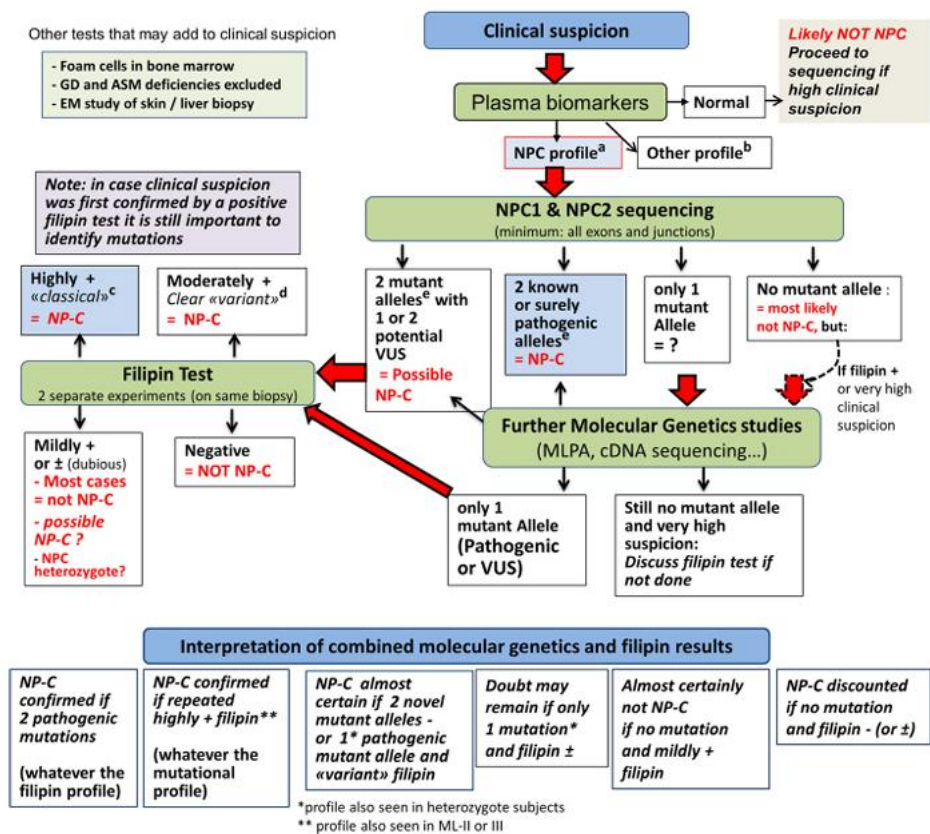 Other tests that may add to clinical suspicion
- Foam cells in bone marrow
- GD and ASM deficiencies excluded
- EM study of skin / liver biopsy
Clinical suspicion
Plasma biomarkers
Normal
Likely NOT NPC
Proceed to
sequencing if
high clinical
suspicion
NPC profileᵃ
Other profileᵇ
Note: in case clinical suspicion
was first confirmed by a positive
filipin test it is still important to
identify mutations
NPC1 & NPC2 sequencing
(minimum: all exons and junctions)
Highly +
«classical»ᶜ
= NP-C
Moderately +
Clear «variant»ᵈ
= NP-C
2 mutant
allelesᵉ with
1 or 2
potential
VUS
= Possible
NP-C
2 known
or surely
pathogenic
allelesᵉ
= NP-C
only 1
mutant
Allele
= ?
No mutant allele :
= most likely
not NP-C, but:
If filipin +
or very high
clinical
suspicion
Filipin Test
2 separate experiments (on same biopsy)
Further Molecular Genetics studies
(MLPA, cDNA sequencing...)
Mildly +
or ± (dubious)
- Most cases
= not NP-C
- possible
NP-C ?
- NPC
heterozygote?
Negative
= NOT NP-C
only 1
mutant Allele
(Pathogenic
or VUS)
Still no mutant allele
and very high
suspicion:
Discuss filipin test if
not done
Interpretation of combined molecular genetics and filipin results
NP-C
confirmed if
2 pathogenic
mutations
(whatever the
filipin profile)
NP-C confirmed
if repeated
highly + filipin**
(whatever the
mutational
profile)
NP-C almost
certain if 2 novel
mutant alleles -
or 1* pathogenic
mutant allele and
«variant» filipin
Doubt may
remain if only
1 mutation*
and filipin ±
Almost certainly
not NP-C
if no mutation
and mildly +
filipin
NP-C discounted
if no mutation
and filipin - (or ±)
*profile also seen in heterozygote subjects
** profile also seen in ML-II or III